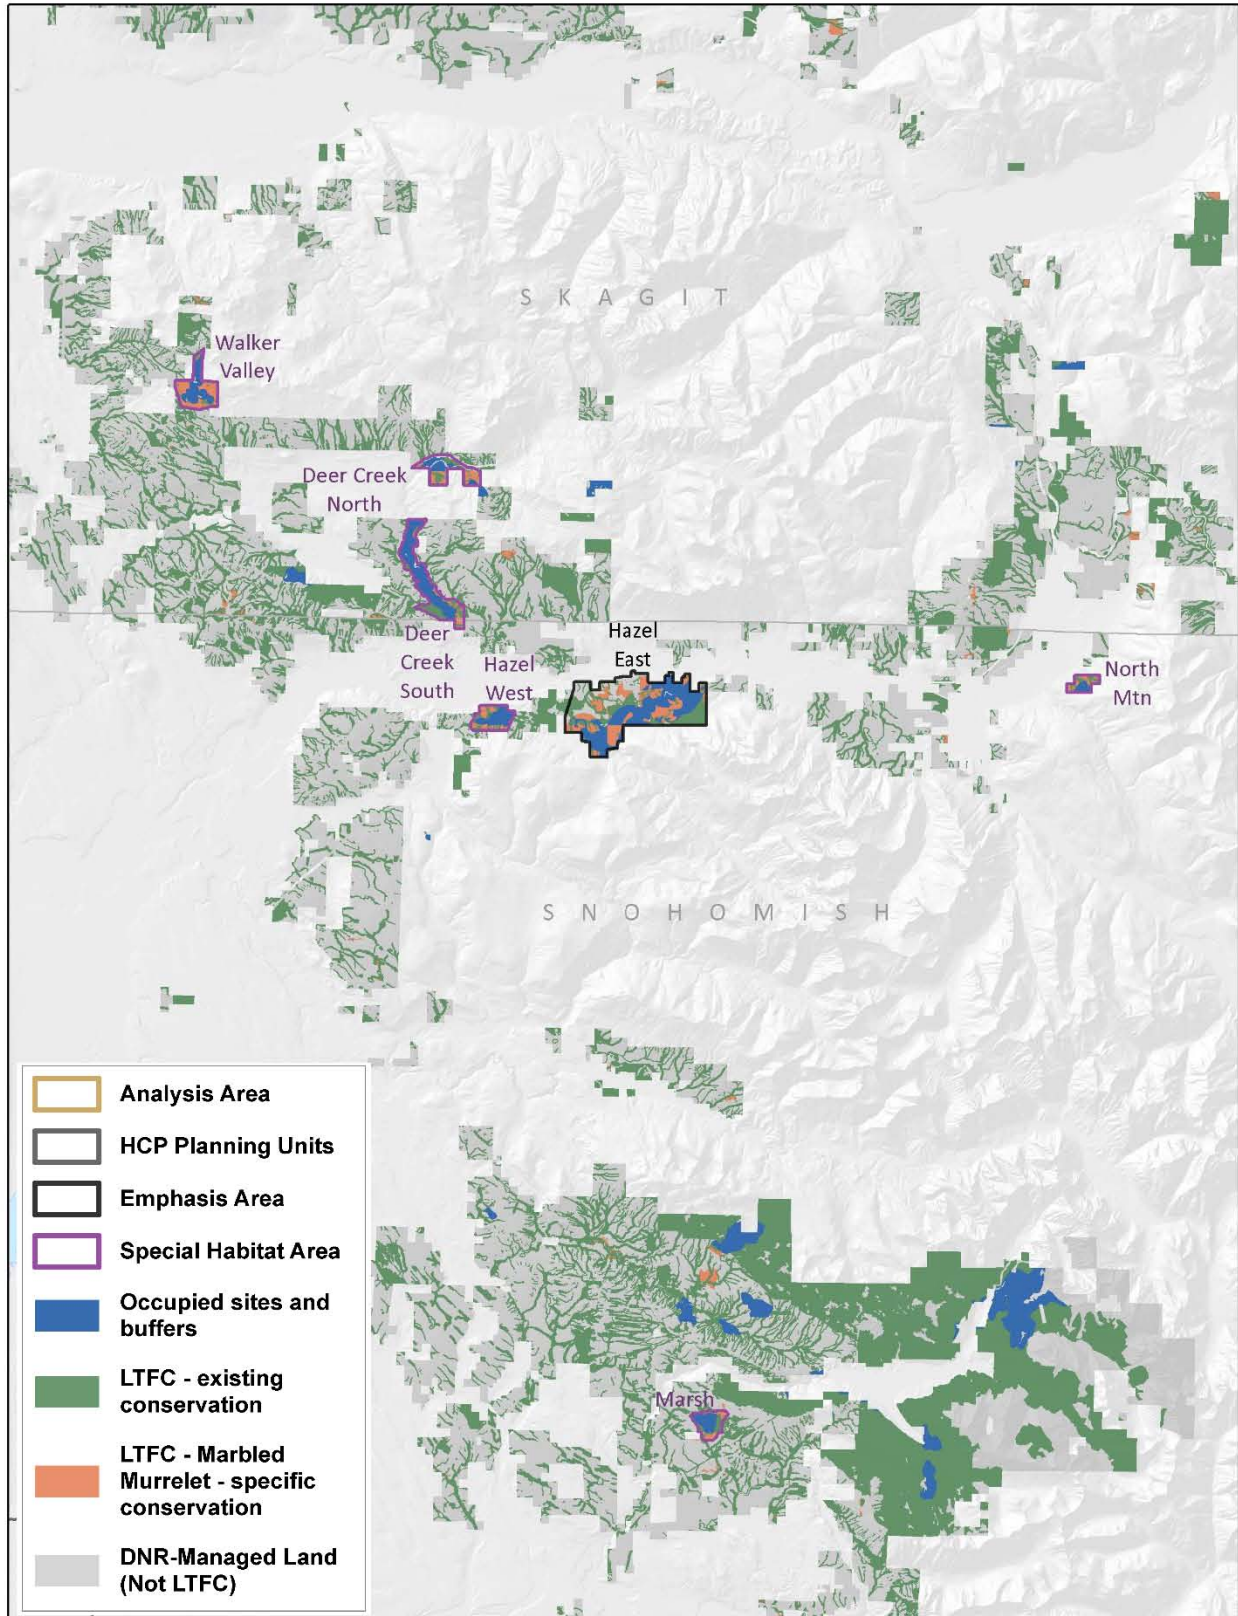 S K A G I T
Walker
Valley
Deer Creek
North
Deer
Creek
South
Hazel
West
Hazel
East
North
Mtn
S N O H O M I S H
Marsh
Analysis Area
HCP Planning Units
Emphasis Area
Special Habitat Area
Occupied sites and
buffers
LTFC - existing
conservation
LTFC - Marbled
Murrelet - specific
conservation
DNR-Managed Land
(Not LTFC)